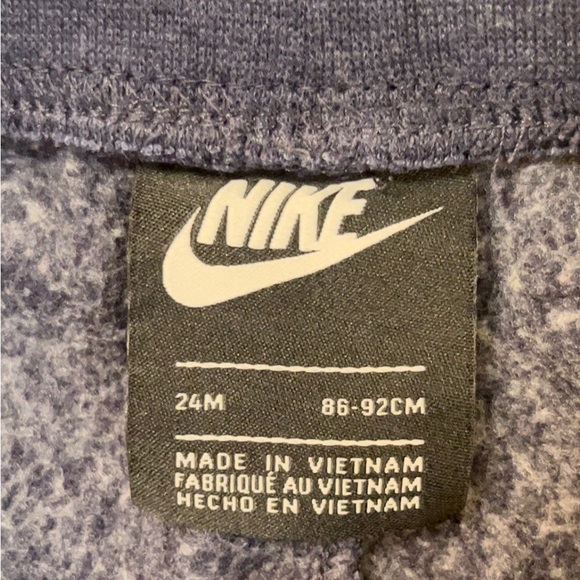 NIKE
24M 86-92CM
MADE IN VIETNAM
FABRIQUÉ AU VIETNAM
HECHO EN VIETNAM